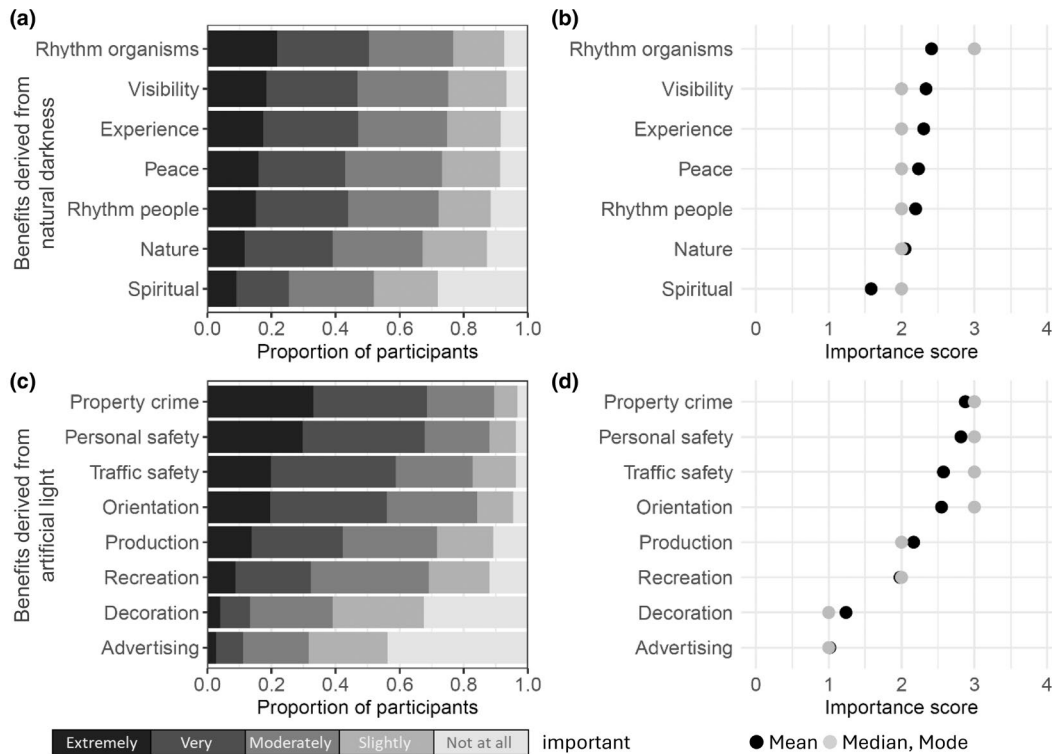 (a)
Benefits derived from
natural darkness
Rhythm organisms
Visibility
Experience
Peace
Rhythm people
Nature
Spiritual
0.0 0.2 0.4 0.6 0.8 1.0
Proportion of participants
(b)
Rhythm organisms
Visibility
Experience
Peace
Rhythm people
Nature
Spiritual
0 1 2 3 4
Importance score
(c)
Benefits derived from
artificial light
Property crime
Personal safety
Traffic safety
Orientation
Production
Recreation
Decoration
Advertising
0.0 0.2 0.4 0.6 0.8 1.0
Proportion of participants
(d)
Property crime
Personal safety
Traffic safety
Orientation
Production
Recreation
Decoration
Advertising
0 1 2 3 4
Importance score
Extremely Very Moderately Slightly Not at all important
Mean Median, Mode